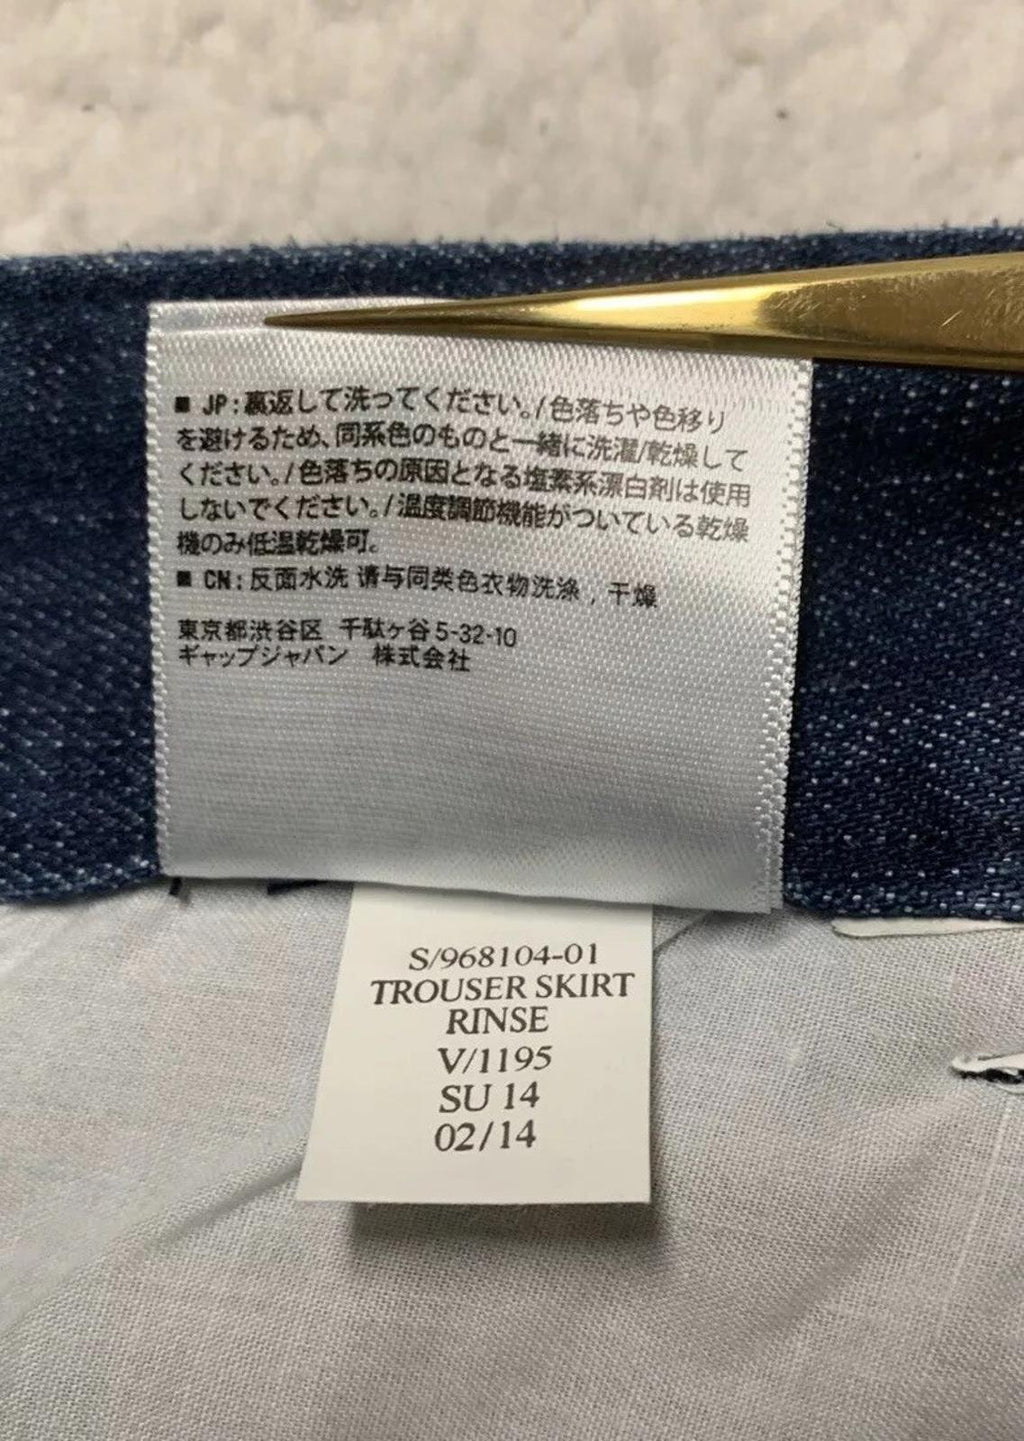 ■ JP:裏返して洗ってください。/色落ちや色移り
を避けるため、同系色のものと一緒に洗濯/乾燥して
ください。/色落ちの原因となる塩素系漂白剤は使用
しないでください。/温度調節機能がついている乾燥
機のみ低温乾燥可。
■ CN:反面水洗 请与同类色衣物洗涤，干燥
東京都渋谷区 千駄ヶ谷5-32-10
ギャップジャパン 株式会社
S/968104-01
TROUSER SKIRT
RINSE
V/1195
SU 14
02/14